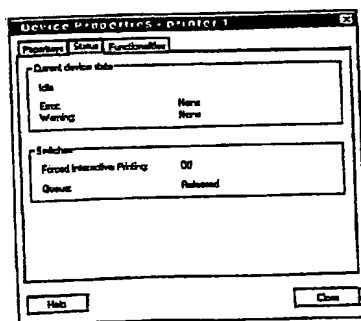 Device Properties - printer 1
Properties Status Functionalities
Current device state
Idle
Error: None
Warning: None
Switches
Forced Interactive Printing: Off
Queue: Released
Help Close